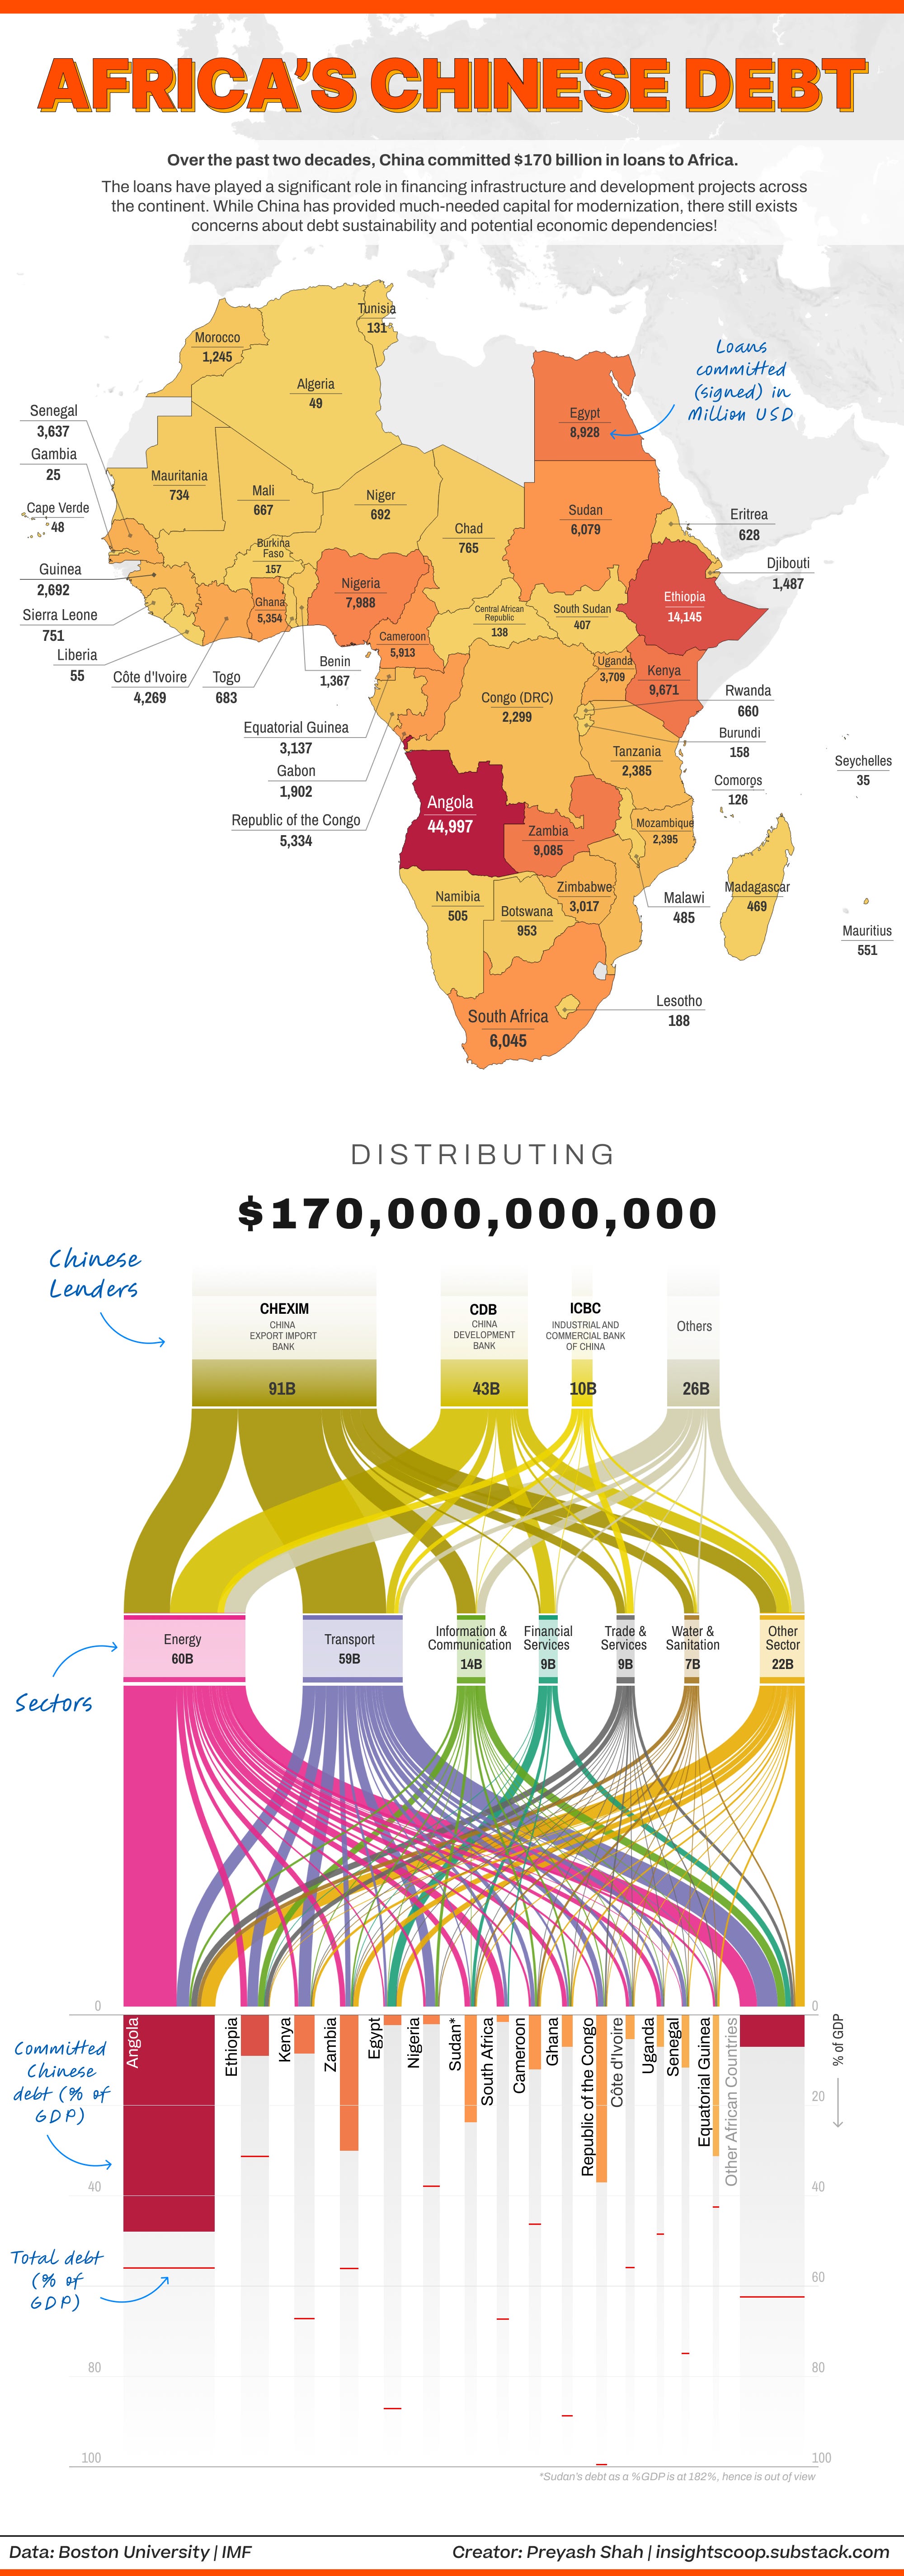 AFRICA'S CHINESE DEBT
Over the past two decades, China committed $170 billion in loans to Africa.
The loans have played a significant role in financing infrastructure and development projects across
the continent. While China has provided much-needed capital for modernization, there still exists
concerns about debt sustainability and potential economic dependencies!
Tunisia
131
Morocco
1,245
Loans
committed
(signed) in
Million USD
Algeria
49
Egypt
8,928
Senegal
3,637
Gambia
25
Mauritania
734
Mali
667
Niger
692
Cape Verde
48
Chad
765
Sudan
6,079
Eritrea
628
Burkina
Faso
157
Guinea
2,692
Djibouti
1,487
Nigeria
7,988
Ethiopia
14,145
Ghana
5,354
Sierra Leone
751
Central African
Republic
138
South Sudan
407
Liberia
55
Cameroon
5,913
Côte d'Ivoire
4,269
Togo
683
Benin
1,367
Uganda
3,709
Kenya
9,671
Congo (DRC)
2,299
Rwanda
660
Equatorial Guinea
3,137
Burundi
158
Gabon
1,902
Tanzania
2,385
Seychelles
35
Comoros
126
Republic of the Congo
5,334
Angola
44,997
Zambia
9,085
Mozambique
2,395
Zimbabwe
3,017
Malawi
485
Madagascar
469
Namibia
505
Botswana
953
Mauritius
551
Lesotho
188
South Africa
6,045
DISTRIBUTING
$170,000,000,000
Chinese
Lenders
CHEXIM
CHINA
EXPORT IMPORT
BANK
91B
CDB
CHINA
DEVELOPMENT
BANK
43B
ICBC
INDUSTRIAL AND
COMMERCIAL BANK
OF CHINA
10B
Others
26B
Sectors
Energy
60B
Transport
59B
Information &
Communication
14B
Financial
Services
9B
Trade &
Services
9B
Water &
Sanitation
7B
Other
Sector
22B
0
0
Committed
Chinese
debt (% of
GDP)
Angola
Ethiopia
Kenya
Zambia
Egypt
Nigeria
Sudan*
South Africa
Cameroon
Ghana
Republic of the Congo
Côte d'Ivoire
Uganda
Senegal
Equatorial Guinea
Other African Countries
% of GDP
20
40
40
Total debt
(% of
GDP)
60
80
80
100
100
*Sudan's debt as a %GDP is at 182%, hence is out of view
Data: Boston University | IMF
Creator: Preyash Shah | insightscoop.substack.com